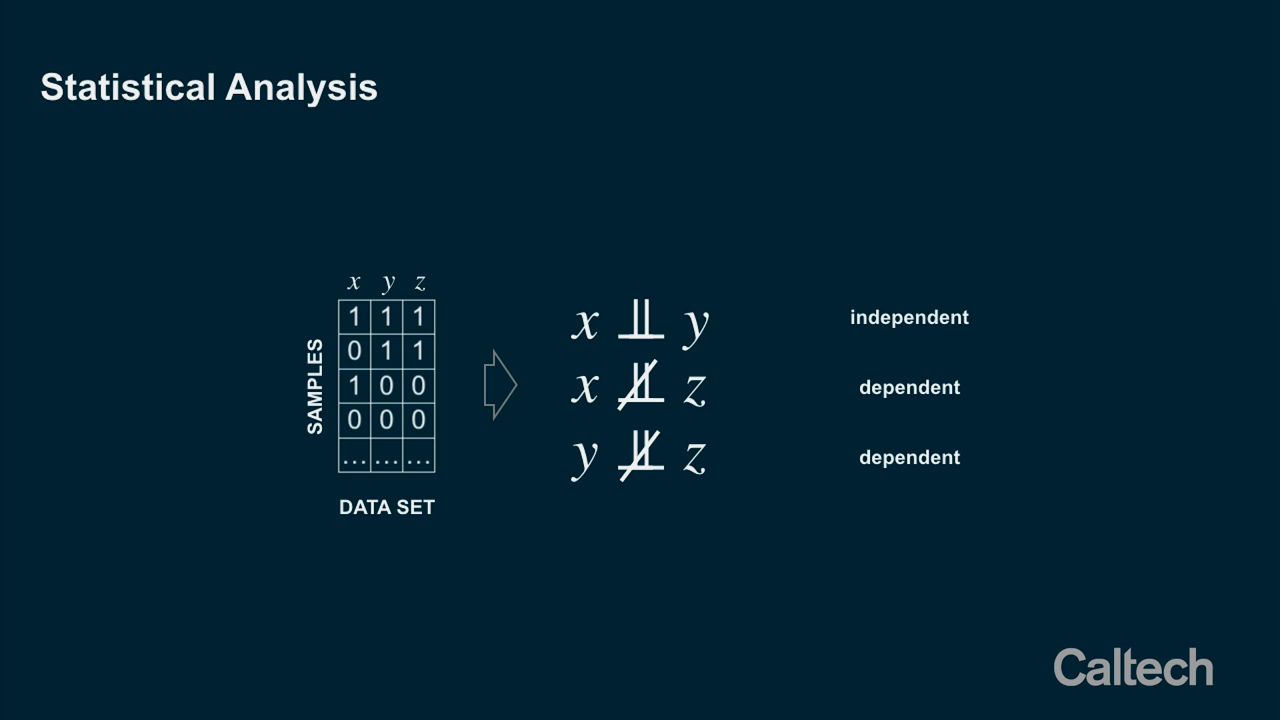 Statistical Analysis
x y z
1 1 1
0 1 1
1 0 0
0 0 0
... ... ...
SAMPLES
DATA SET
x ⫫ y independent
x ⫫̸ z dependent
y ⫫̸ z dependent
Caltech